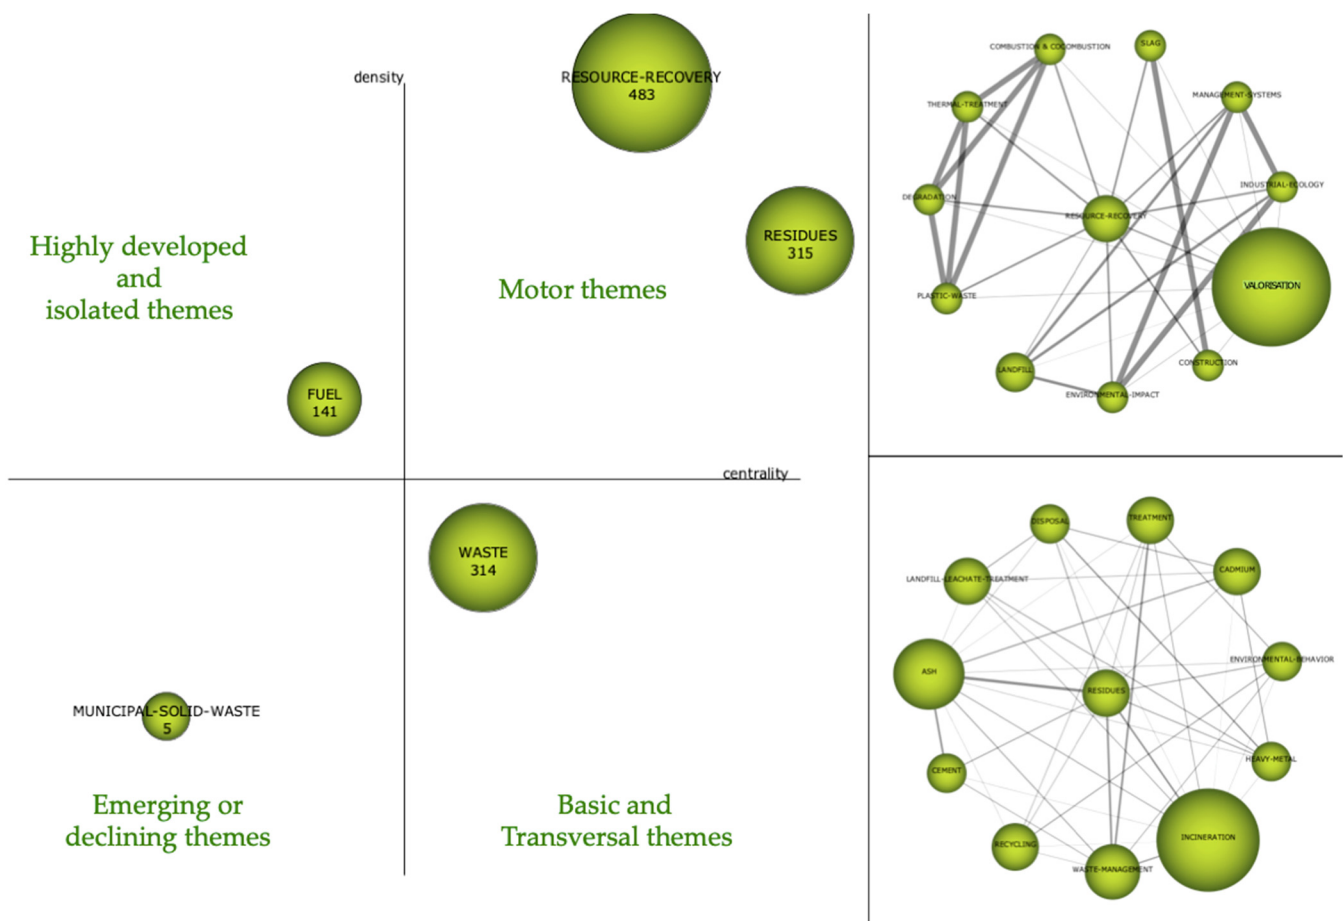 density
RESOURCE-RECOVERY
483
RESIDUES
315
Highly developed
and
isolated themes
Motor themes
FUEL
141
centrality
WASTE
314
MUNICIPAL-SOLID-WASTE
5
Emerging or
declining themes
Basic and
Transversal themes
COMBUSTION & COCOMBUSTION
SLAG
MANAGEMENT-SYSTEMS
THERMAL-TREATMENT
INDUSTRIAL-ECOLOGY
DEGRADATION
RESOURCE-RECOVERY
VALORISATION
PLASTIC-WASTE
CONSTRUCTION
LANDFILL
ENVIRONMENTAL-IMPACT
DISPOSAL
TREATMENT
CADMIUM
LANDFILL-LEACHATE-TREATMENT
ENVIRONMENTAL-BEHAVIOR
ASH
RESIDUES
HEAVY-METAL
CEMENT
INCINERATION
RECYCLING
WASTE-MANAGEMENT